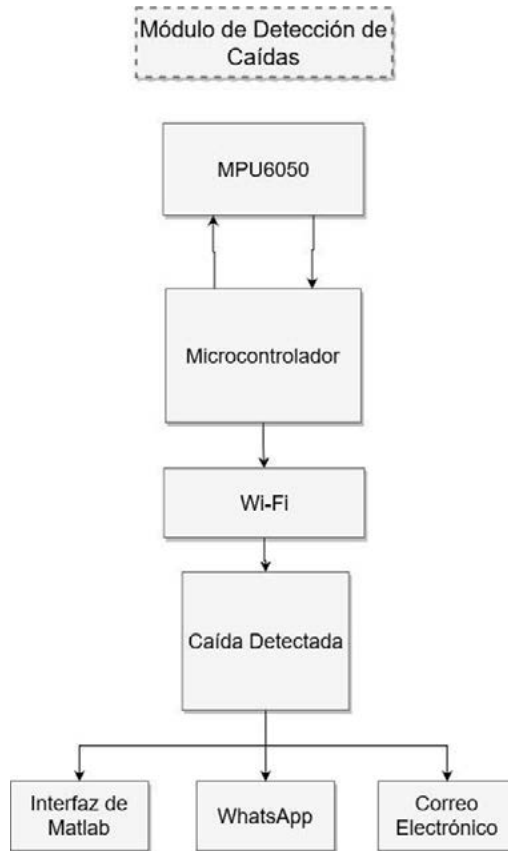 Módulo de Detección de
Caídas
MPU6050
Microcontrolador
Wi-Fi
Caída Detectada
Interfaz de
Matlab
WhatsApp
Correo
Electrónico